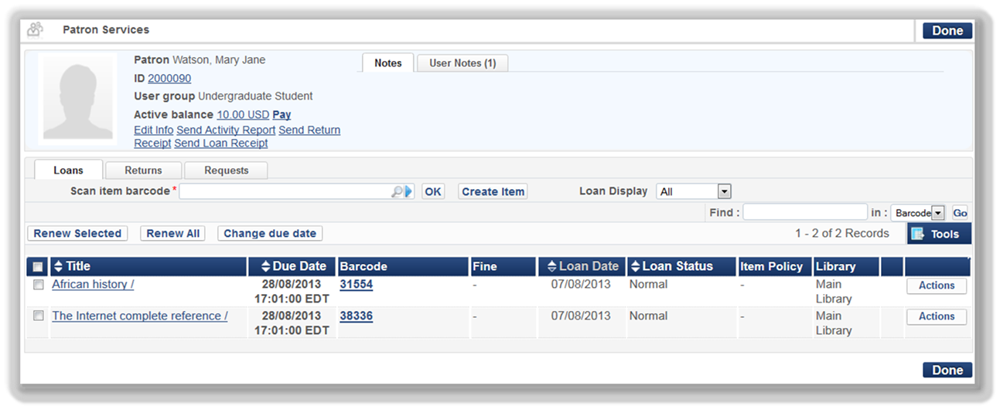 Patron Services
Done
Patron Watson, Mary Jane
Notes
User Notes (1)
ID 2000090
User group Undergraduate Student
Active balance 10.00 USD Pay
Edit Info Send Activity Report Send Return
Receipt Send Loan Receipt
Loans
Returns
Requests
Scan item barcode * OK Create Item Loan Display All
Find : in : Barcode Go
Renew Selected Renew All Change due date 1 - 2 of 2 Records Tools
Title Due Date Barcode Fine Loan Date Loan Status Item Policy Library
African history / 28/08/2013 31554 - 07/08/2013 Normal - Main Actions
17:01:00 EDT Library
The Internet complete reference / 28/08/2013 38336 - 07/08/2013 Normal - Main Actions
17:01:00 EDT Library
Done